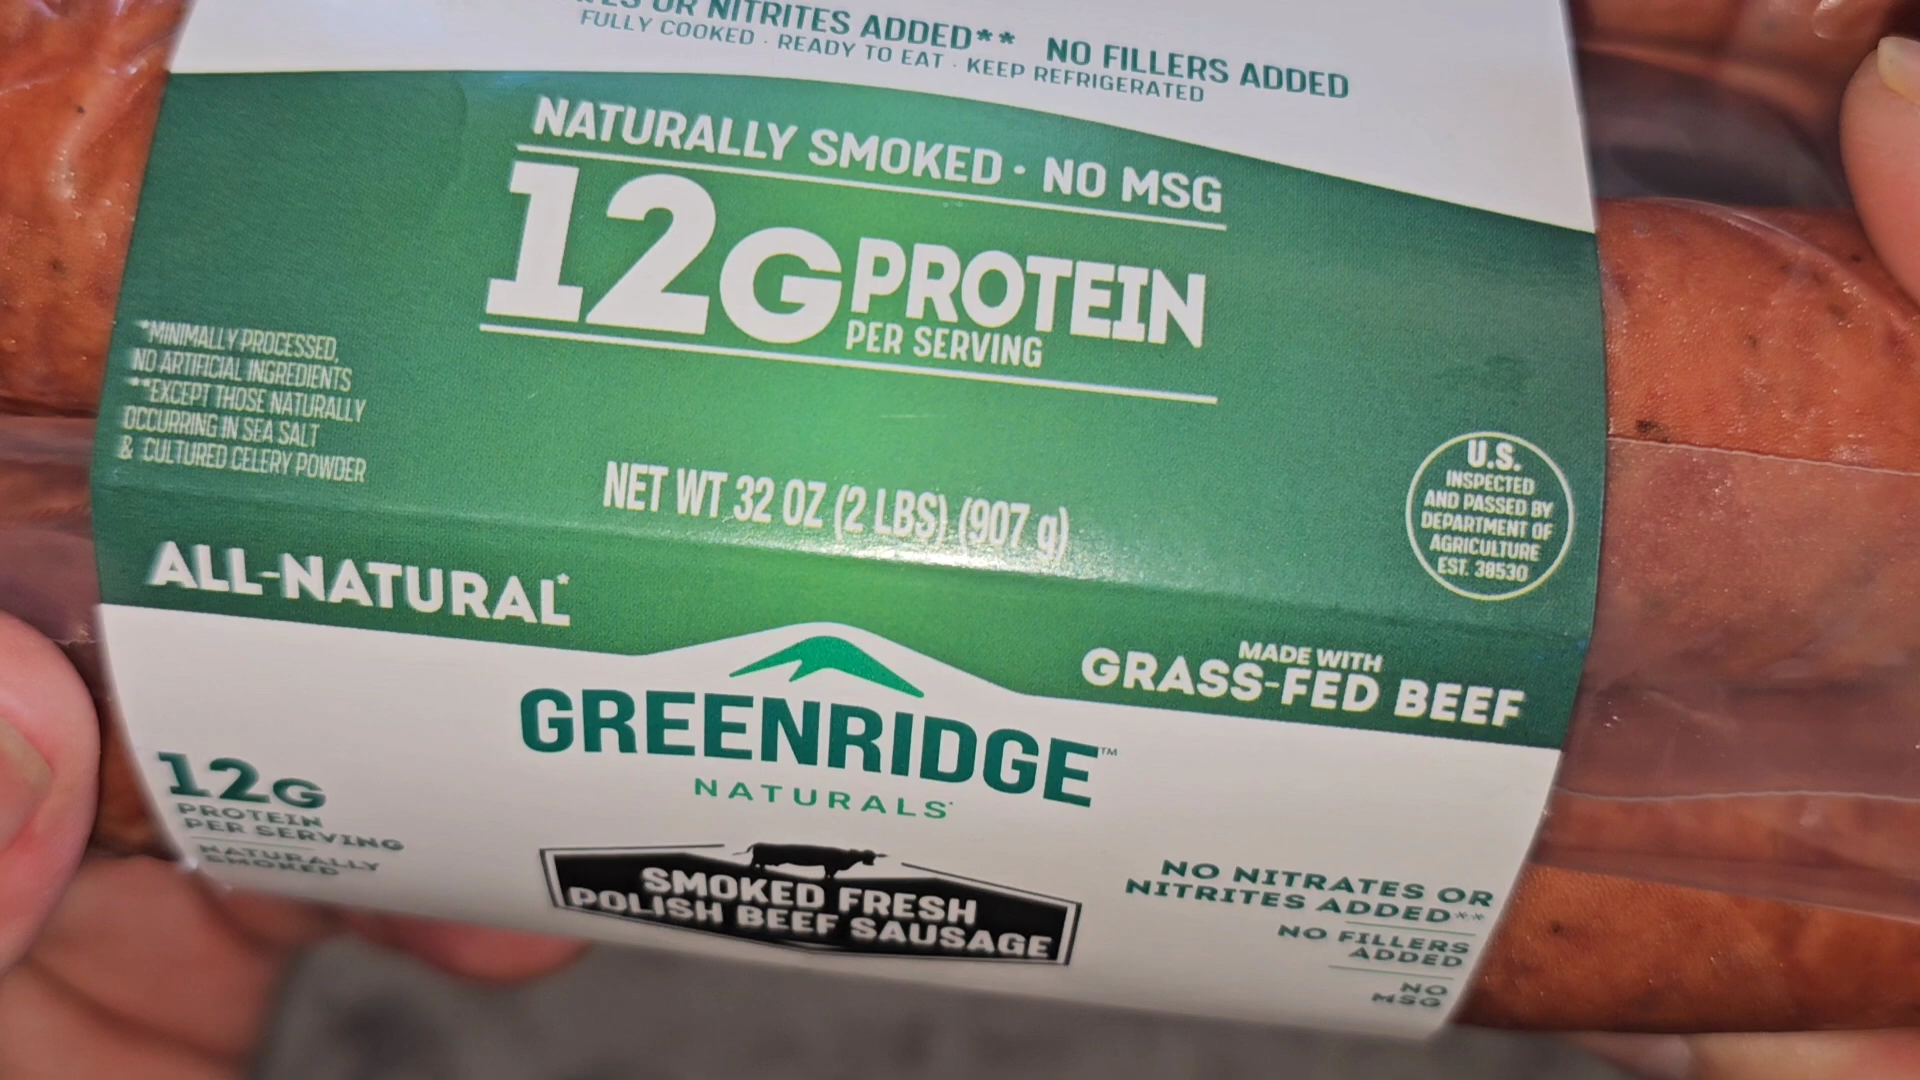 OR NITRITES ADDED** NO FILLERS ADDED
FULLY COOKED · READY TO EAT · KEEP REFRIGERATED
NATURALLY SMOKED · NO MSG
12G PROTEIN
PER SERVING
*MINIMALLY PROCESSED,
NO ARTIFICIAL INGREDIENTS
**EXCEPT THOSE NATURALLY
OCCURRING IN SEA SALT
& CULTURED CELERY POWDER
NET WT 32 OZ (2 LBS) (907 g)
U.S.
INSPECTED
AND PASSED BY
DEPARTMENT OF
AGRICULTURE
EST. 38530
ALL-NATURAL*
MADE WITH
GRASS-FED BEEF
GREENRIDGE™
NATURALS
12G
PROTEIN
PER SERVING
NATURALLY
SMOKED
SMOKED FRESH
POLISH BEEF SAUSAGE
NO NITRATES OR
NITRITES ADDED**
NO FILLERS
ADDED
NO
MSG